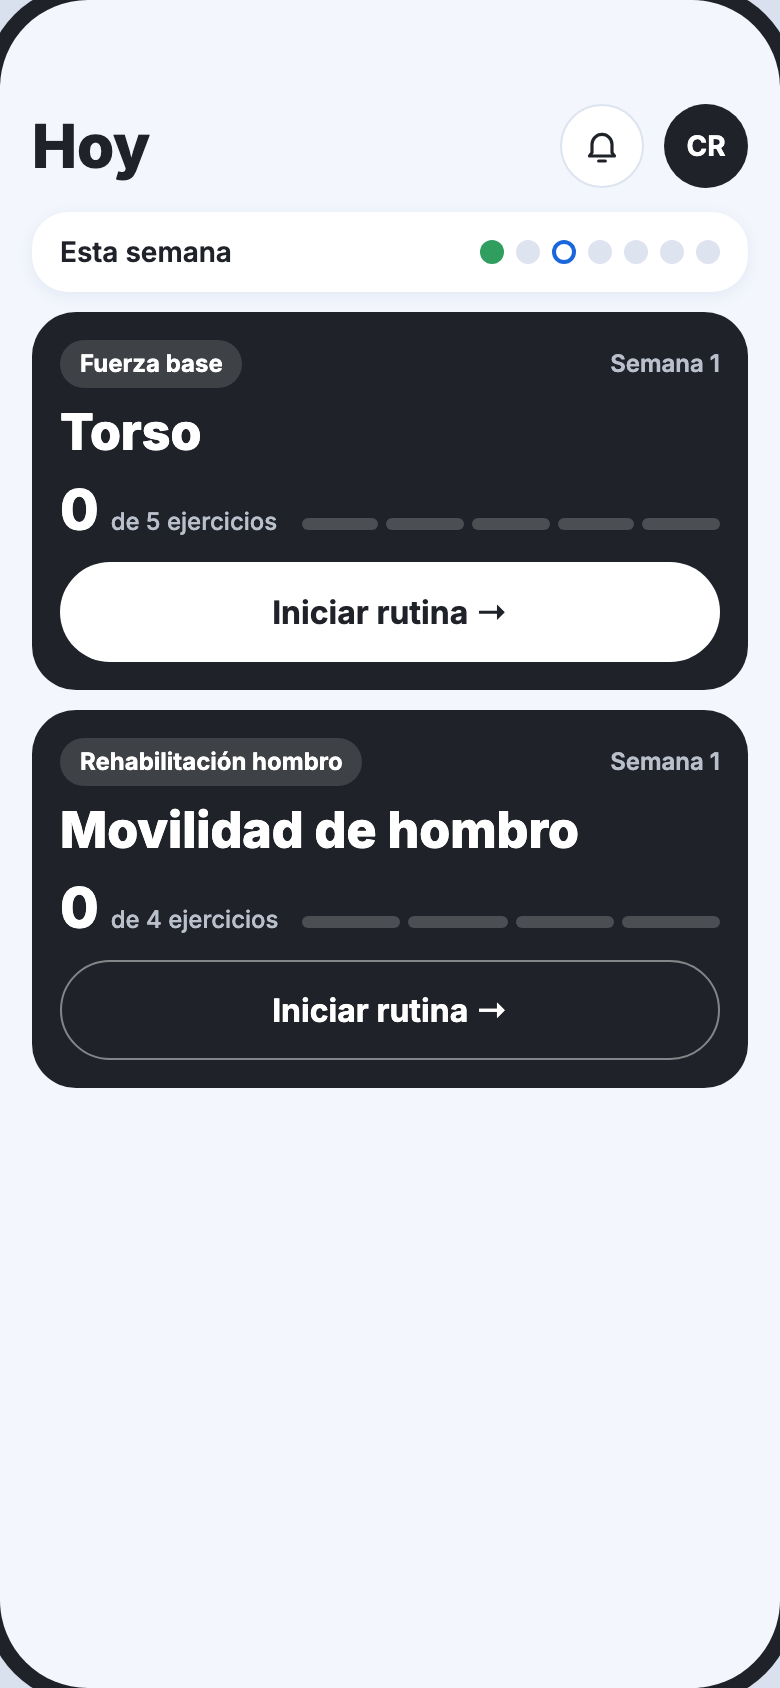 Hoy
CR
Esta semana
Fuerza base
Semana 1
Torso
0 de 5 ejercicios
Iniciar rutina →
Rehabilitación hombro
Semana 1
Movilidad de hombro
0 de 4 ejercicios
Iniciar rutina →